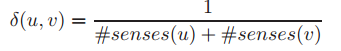 δ(u, v) = 1 / (#senses(u) + #senses(v))